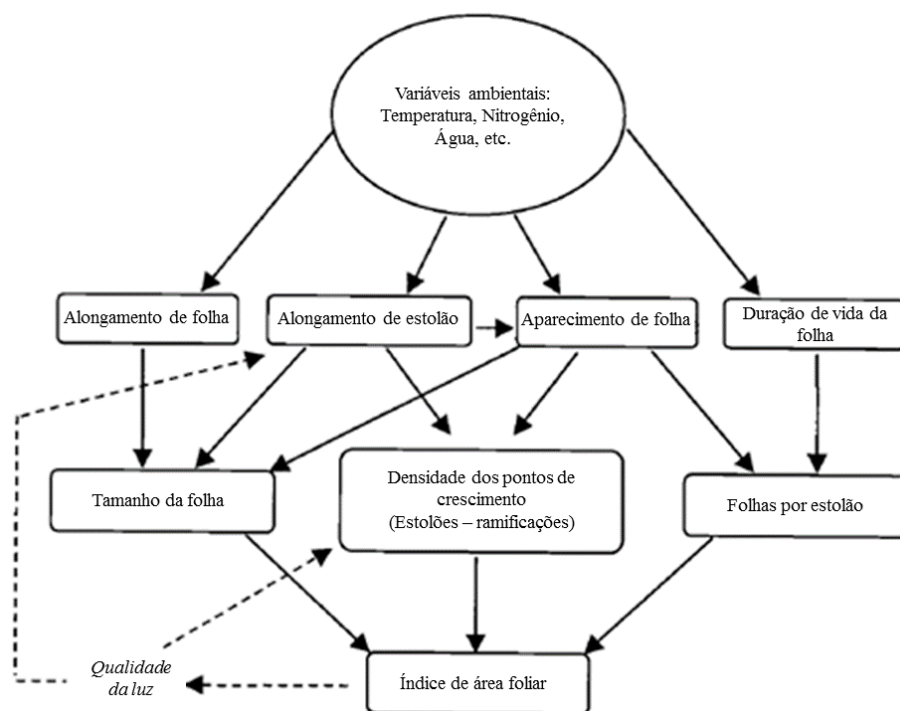 Variáveis ambientais:
Temperatura, Nitrogênio,
Água, etc.
Alongamento de folha
Alongamento de estolão
Aparecimento de folha
Duração de vida da
folha
Tamanho da folha
Densidade dos pontos de
crescimento
(Estolões – ramificações)
Folhas por estolão
Qualidade
da luz
Índice de área foliar